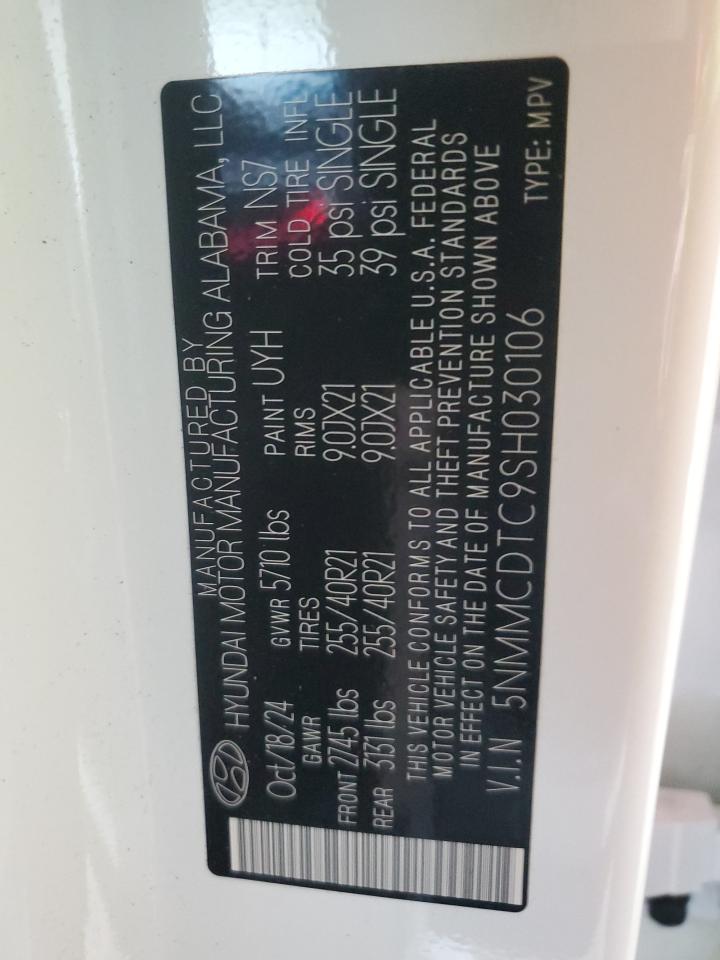 MANUFACTURED BY
HYUNDAI MOTOR MANUFACTURING ALABAMA, LLC
Oct/18/24 GVWR 5710 lbs PAINT UYH TRIM NS7
GAWR TIRES RIMS COLD TIRE INFL
FRONT 2745 lbs 255/40R21 9.0JX21 35 psi SINGLE
REAR 3131 lbs 255/40R21 9.0JX21 39 psi SINGLE
THIS VEHICLE CONFORMS TO ALL APPLICABLE U.S.A. FEDERAL
MOTOR VEHICLE SAFETY AND THEFT PREVENTION STANDARDS
IN EFFECT ON THE DATE OF MANUFACTURE SHOWN ABOVE
V.I.N 5NMMCDTC9SH030106 TYPE: MPV